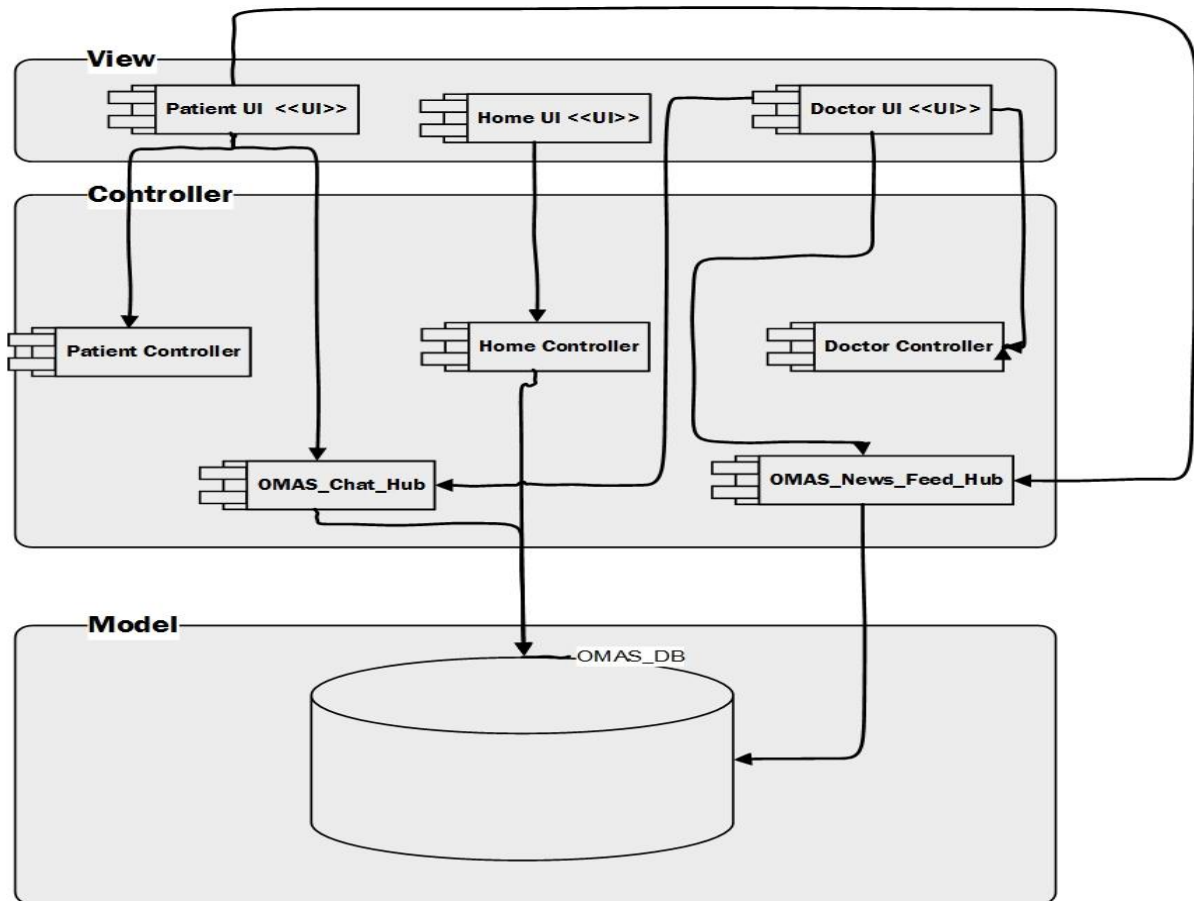 View
Patient UI <<UI>>
Home UI <<UI>>
Doctor UI <<UI>>
Controller
Patient Controller
Home Controller
Doctor Controller
OMAS_Chat_Hub
OMAS_News_Feed_Hub
Model
OMAS_DB